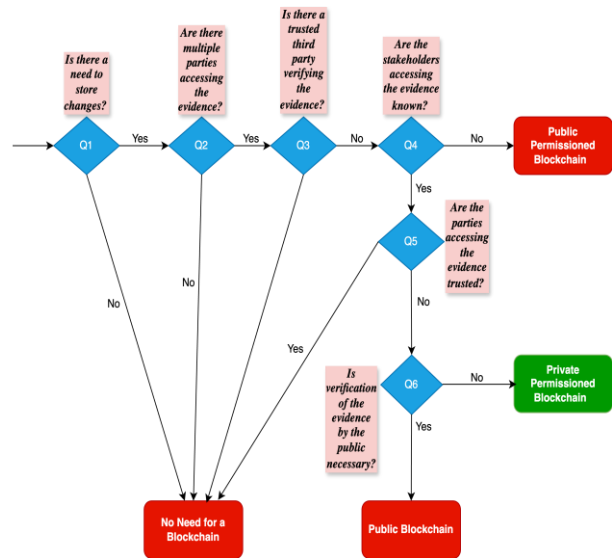 Is there a
need to
store
changes?
Are there
multiple
parties
accessing
the
evidence?
Is there a
trusted
third
party
verifying
the
evidence?
Are the
stakeholders
accessing
the evidence
known?
Q1
Yes
Q2
Yes
Q3
No
Q4
No
Public
Permissioned
Blockchain
Yes
Are the
parties
accessing
the
evidence
trusted?
Q5
No
No
Yes
No
Is
verification
of the
evidence
by the
public
necessary?
Q6
No
Private
Permissioned
Blockchain
Yes
No Need for a
Blockchain
Public Blockchain